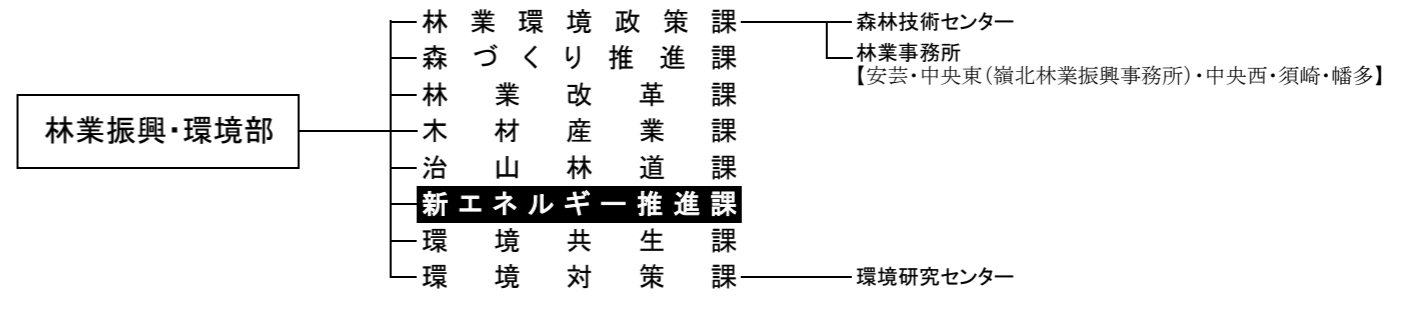 林業環境政策課 森林技術センター
森づくり推進課 林業事務所
【安芸・中央東（嶺北林業振興事務所）・中央西・須崎・幡多】
林業改革課
林業振興・環境部 木材産業課
治山林道課
新エネルギー推進課
環境共生課
環境対策課 環境研究センター